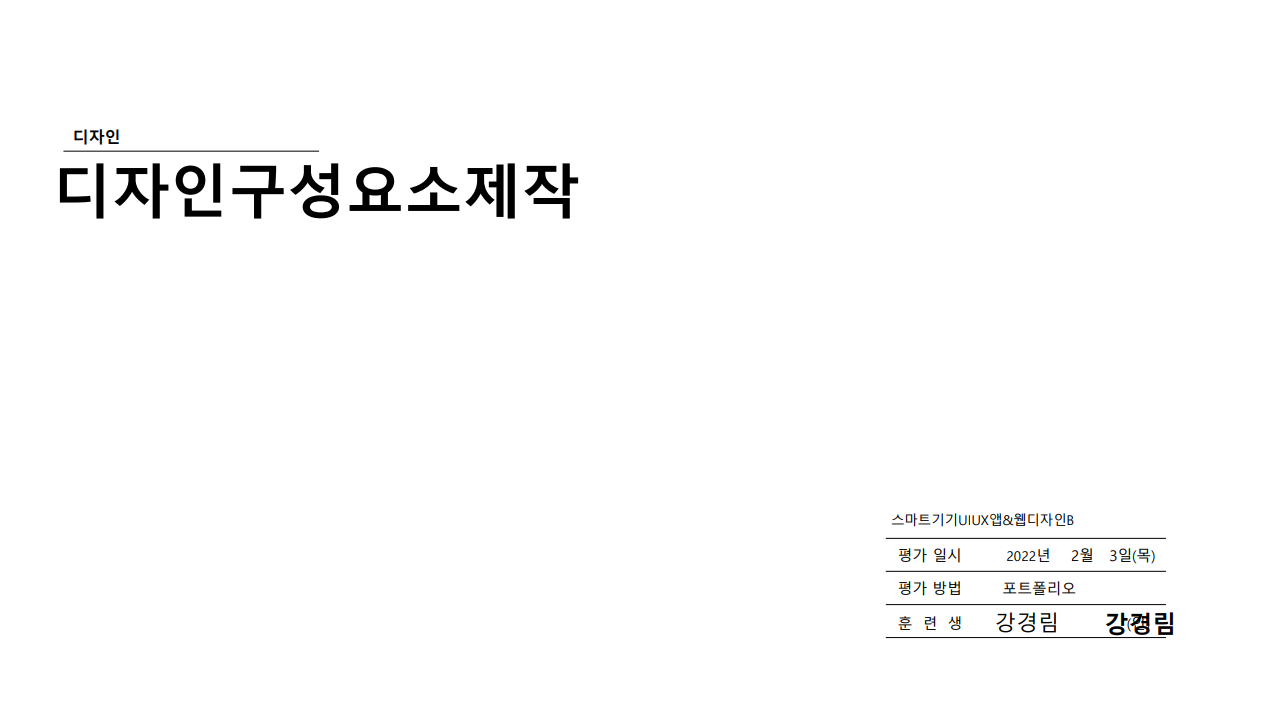 디자인
디자인구성요소제작
스마트기기UIUX앱&웹디자인B
평가 일시 2022년 2월 3일(목)
평가 방법 포트폴리오
훈 련 생 강경림 강경림